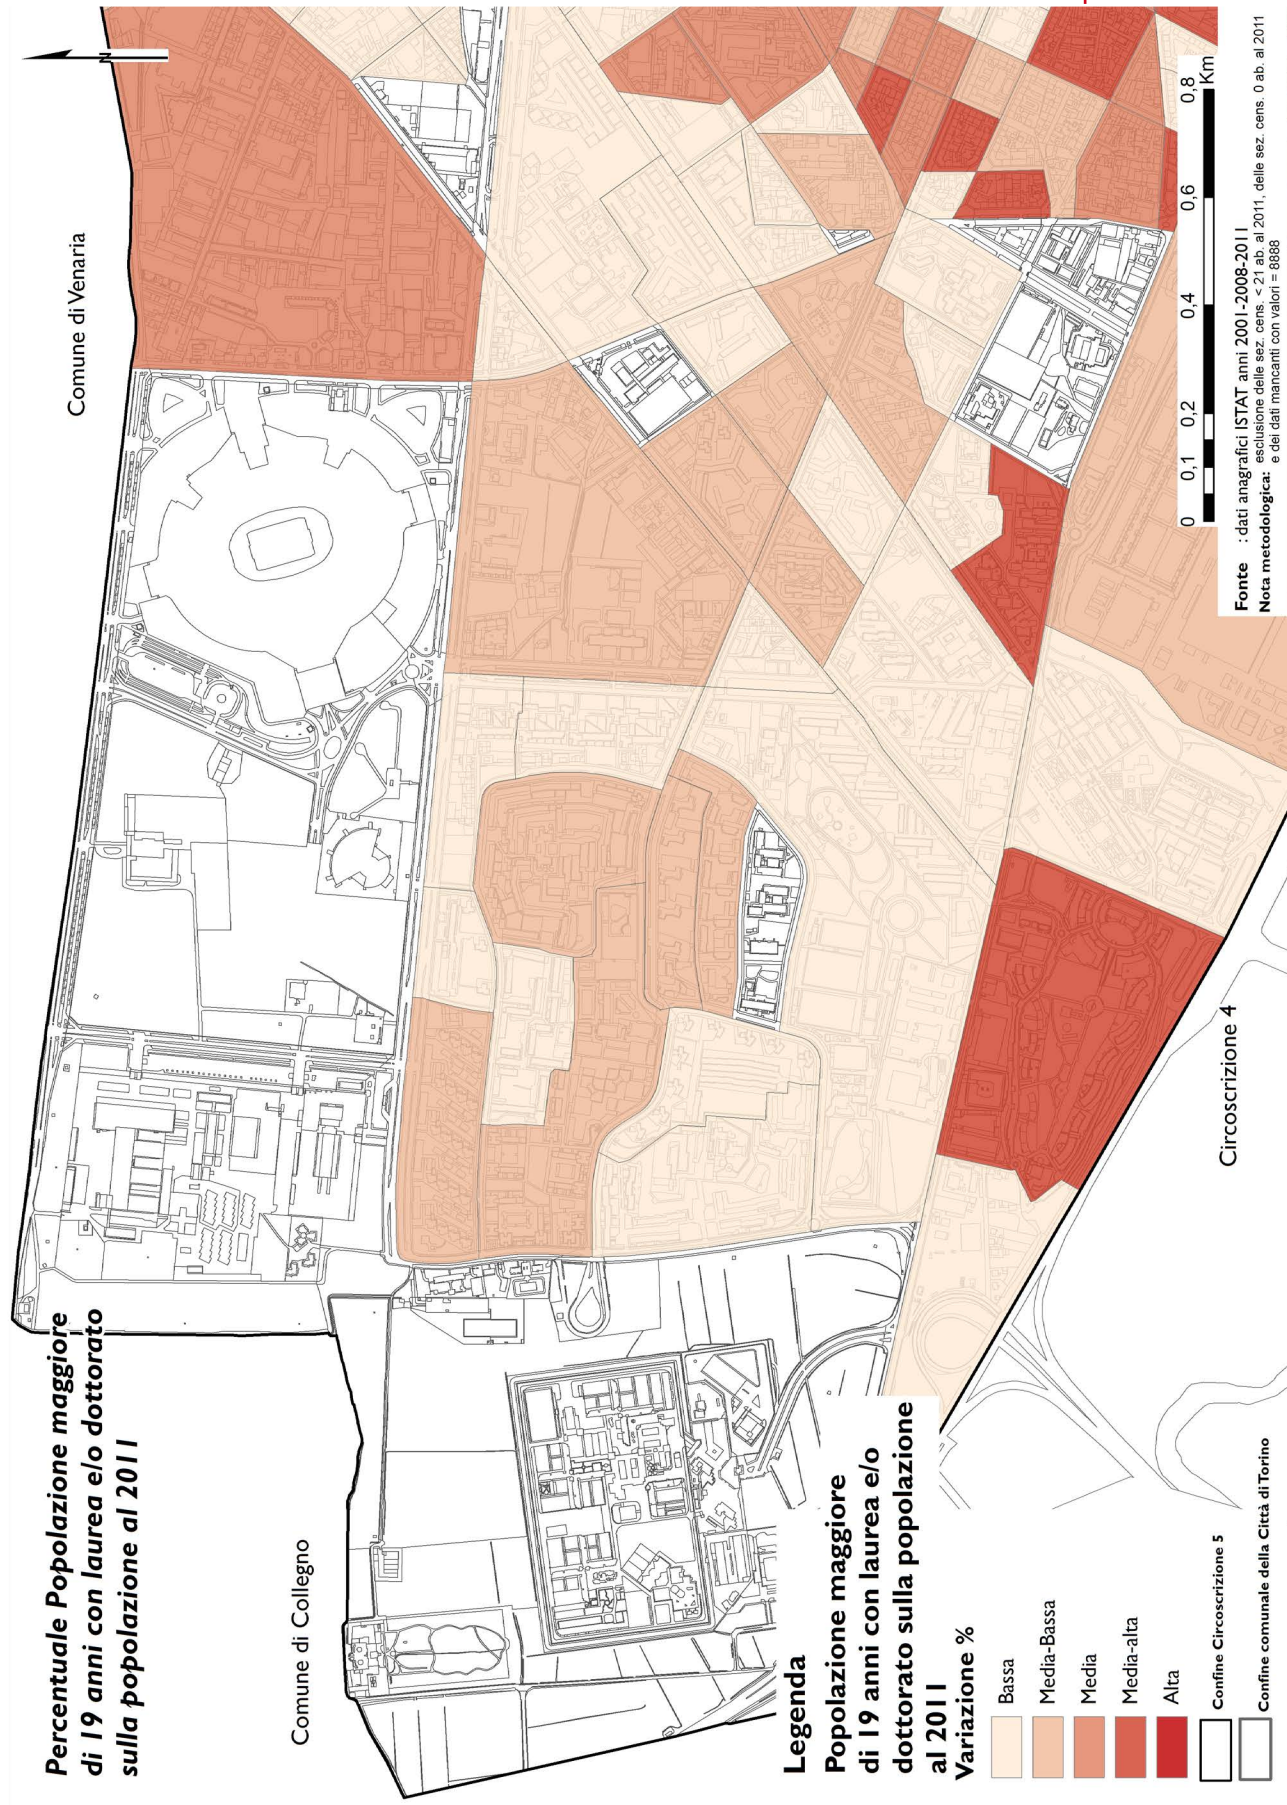 Percentuale Popolazione maggiore
di 19 anni con laurea e/o dottorato
sulla popolazione al 2011
N
Comune di Venaria
Comune di Collegno
Circoscrizione 4
Legenda
Popolazione maggiore
di 19 anni con laurea e/o
dottorato sulla popolazione
al 2011
Variazione %
Bassa
Media-Bassa
Media
Media-alta
Alta
Confine Circoscrizione 5
Confine comunale della Città di Torino
0 0,1 0,2 0,4 0,6 0,8
Km
Fonte : dati anagrafici ISTAT anni 2001-2008-2011
Nota metodologica: esclusione delle sez. cens. < 21 ab. al 2011, delle sez. cens. 0 ab. al 2011
e dei dati mancanti con valori = 8888